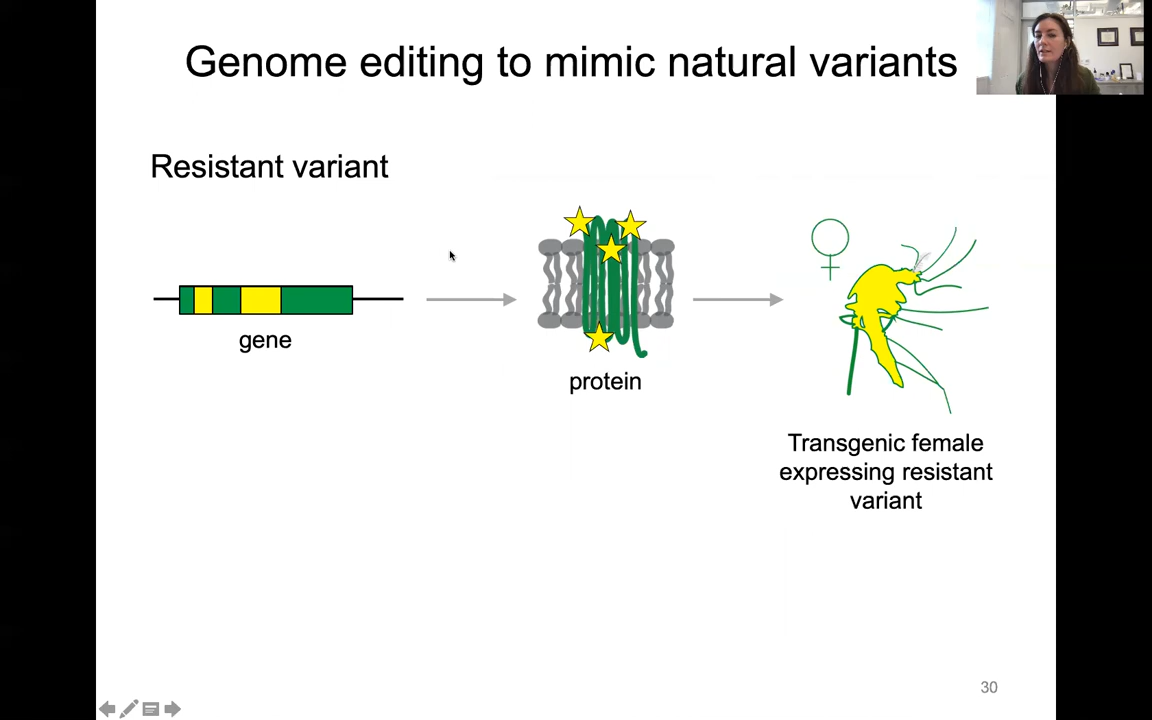 Genome editing to mimic natural variants
Resistant variant
gene
protein
Transgenic female
expressing resistant
variant
30